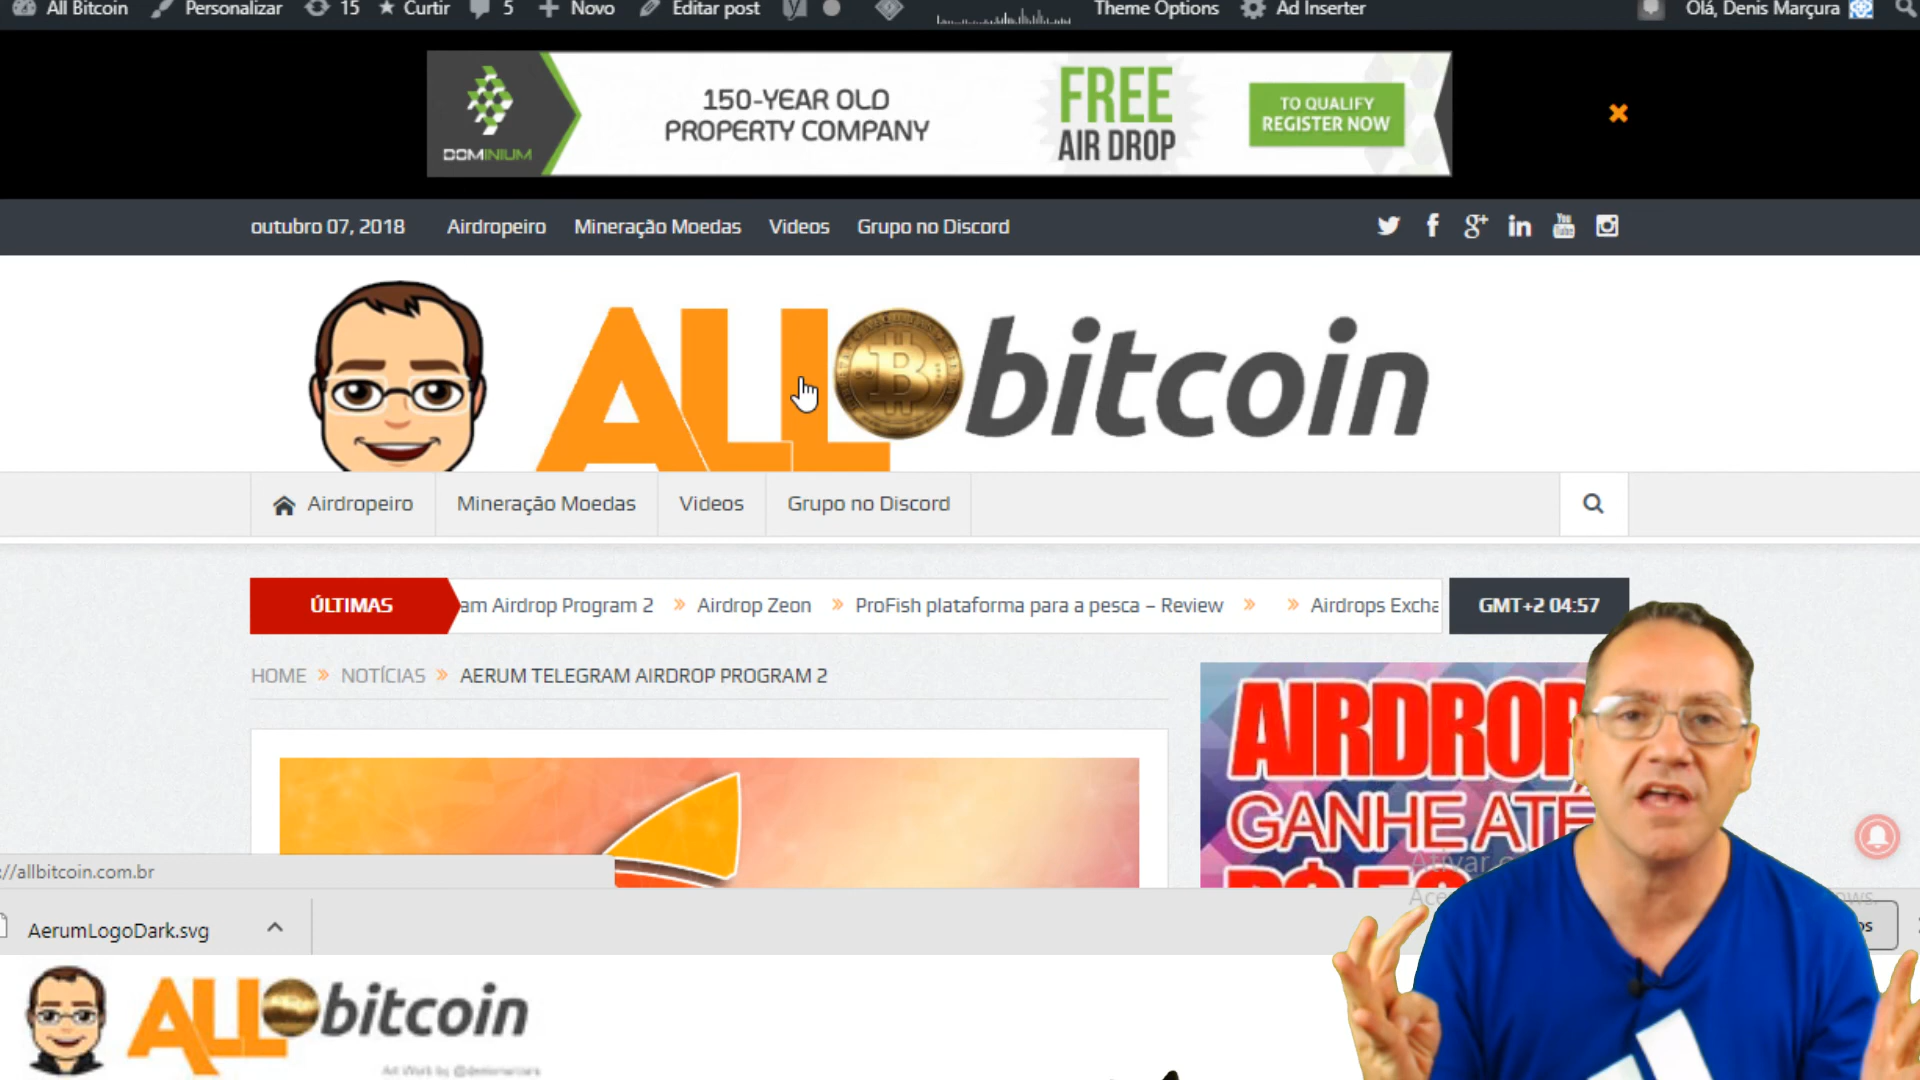 All Bitcoin Personalizar 15 Curtir 5 Novo Editar post Theme Options Ad Inserter Olá, Denis Marçura
DOMINIUM
150-YEAR OLD
PROPERTY COMPANY
FREE
AIR DROP
TO QUALIFY
REGISTER NOW
outubro 07, 2018 Airdropeiro Mineração Moedas Videos Grupo no Discord
ALL bitcoin
Airdropeiro Mineração Moedas Videos Grupo no Discord
ÚLTIMAS am Airdrop Program 2 » Airdrop Zeon » ProFish plataforma para a pesca – Review » » Airdrops Excha GMT+2 04:57
HOME » NOTÍCIAS » AERUM TELEGRAM AIRDROP PROGRAM 2
AIRDROP
GANHE ATÉ
://allbitcoin.com.br
AerumLogoDark.svg
ALL bitcoin